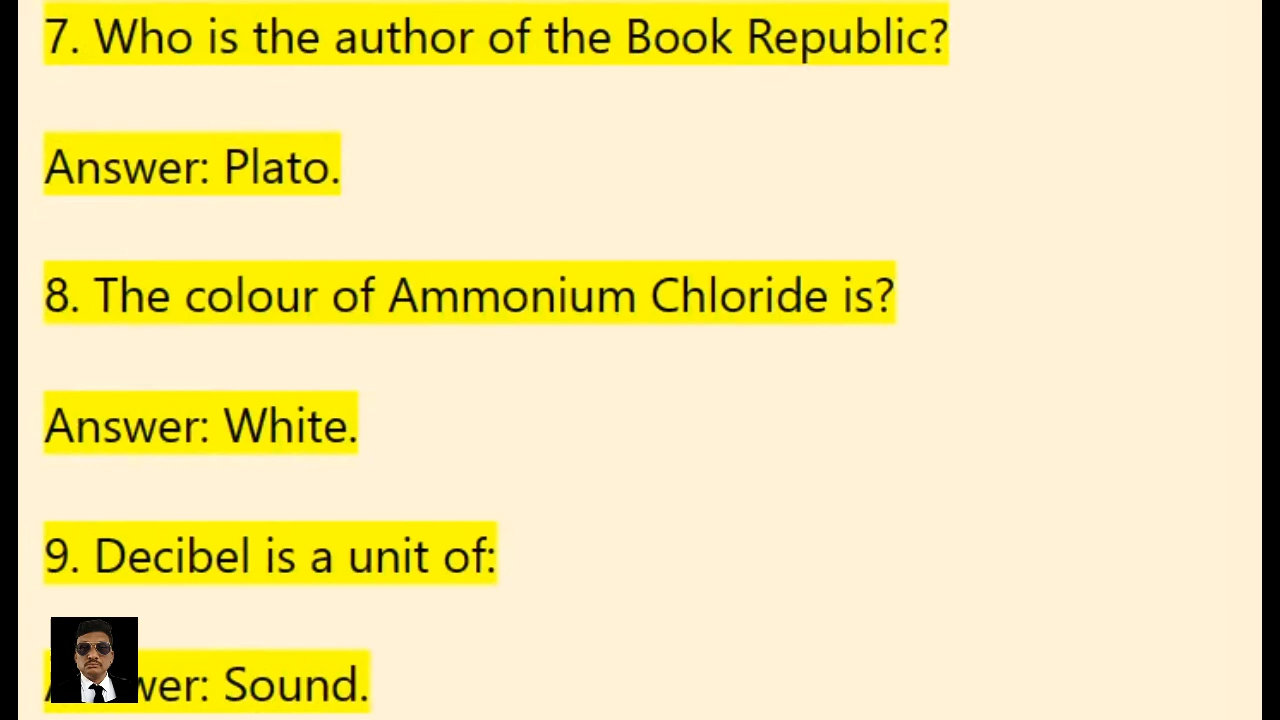 7. Who is the author of the Book Republic?
Answer: Plato.
8. The colour of Ammonium Chloride is?
Answer: White.
9. Decibel is a unit of:
Answer: Sound.